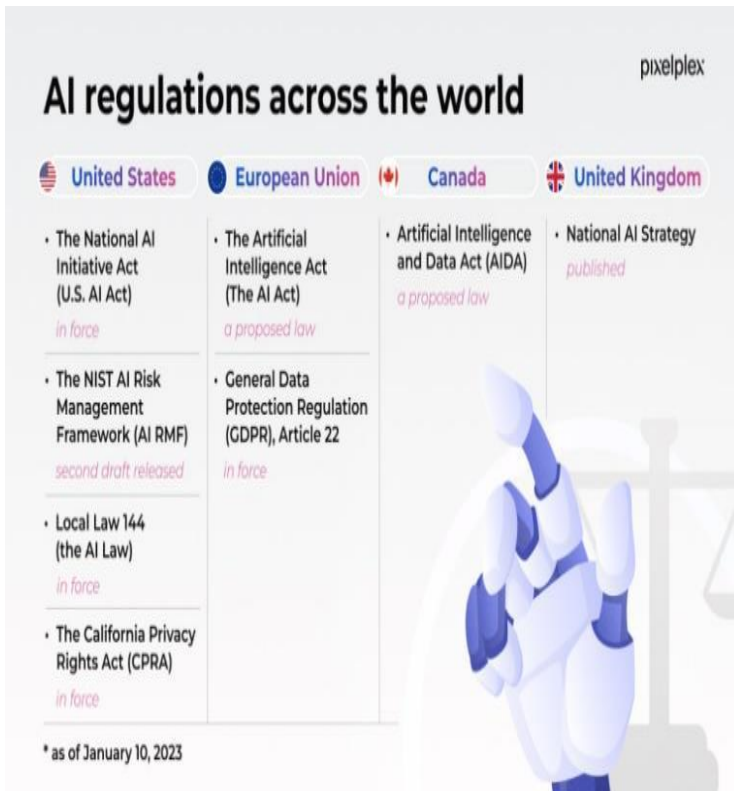 pixelplex
AI regulations across the world
United States
• The National AI
Initiative Act
(U.S. AI Act)
in force
• The NIST AI Risk
Management
Framework (AI RMF)
second draft released
• Local Law 144
(the AI Law)
in force
• The California Privacy
Rights Act (CPRA)
in force
European Union
• The Artificial
Intelligence Act
(The AI Act)
a proposed law
• General Data
Protection Regulation
(GDPR), Article 22
in force
Canada
• Artificial Intelligence
and Data Act (AIDA)
a proposed law
United Kingdom
• National AI Strategy
published
* as of January 10, 2023